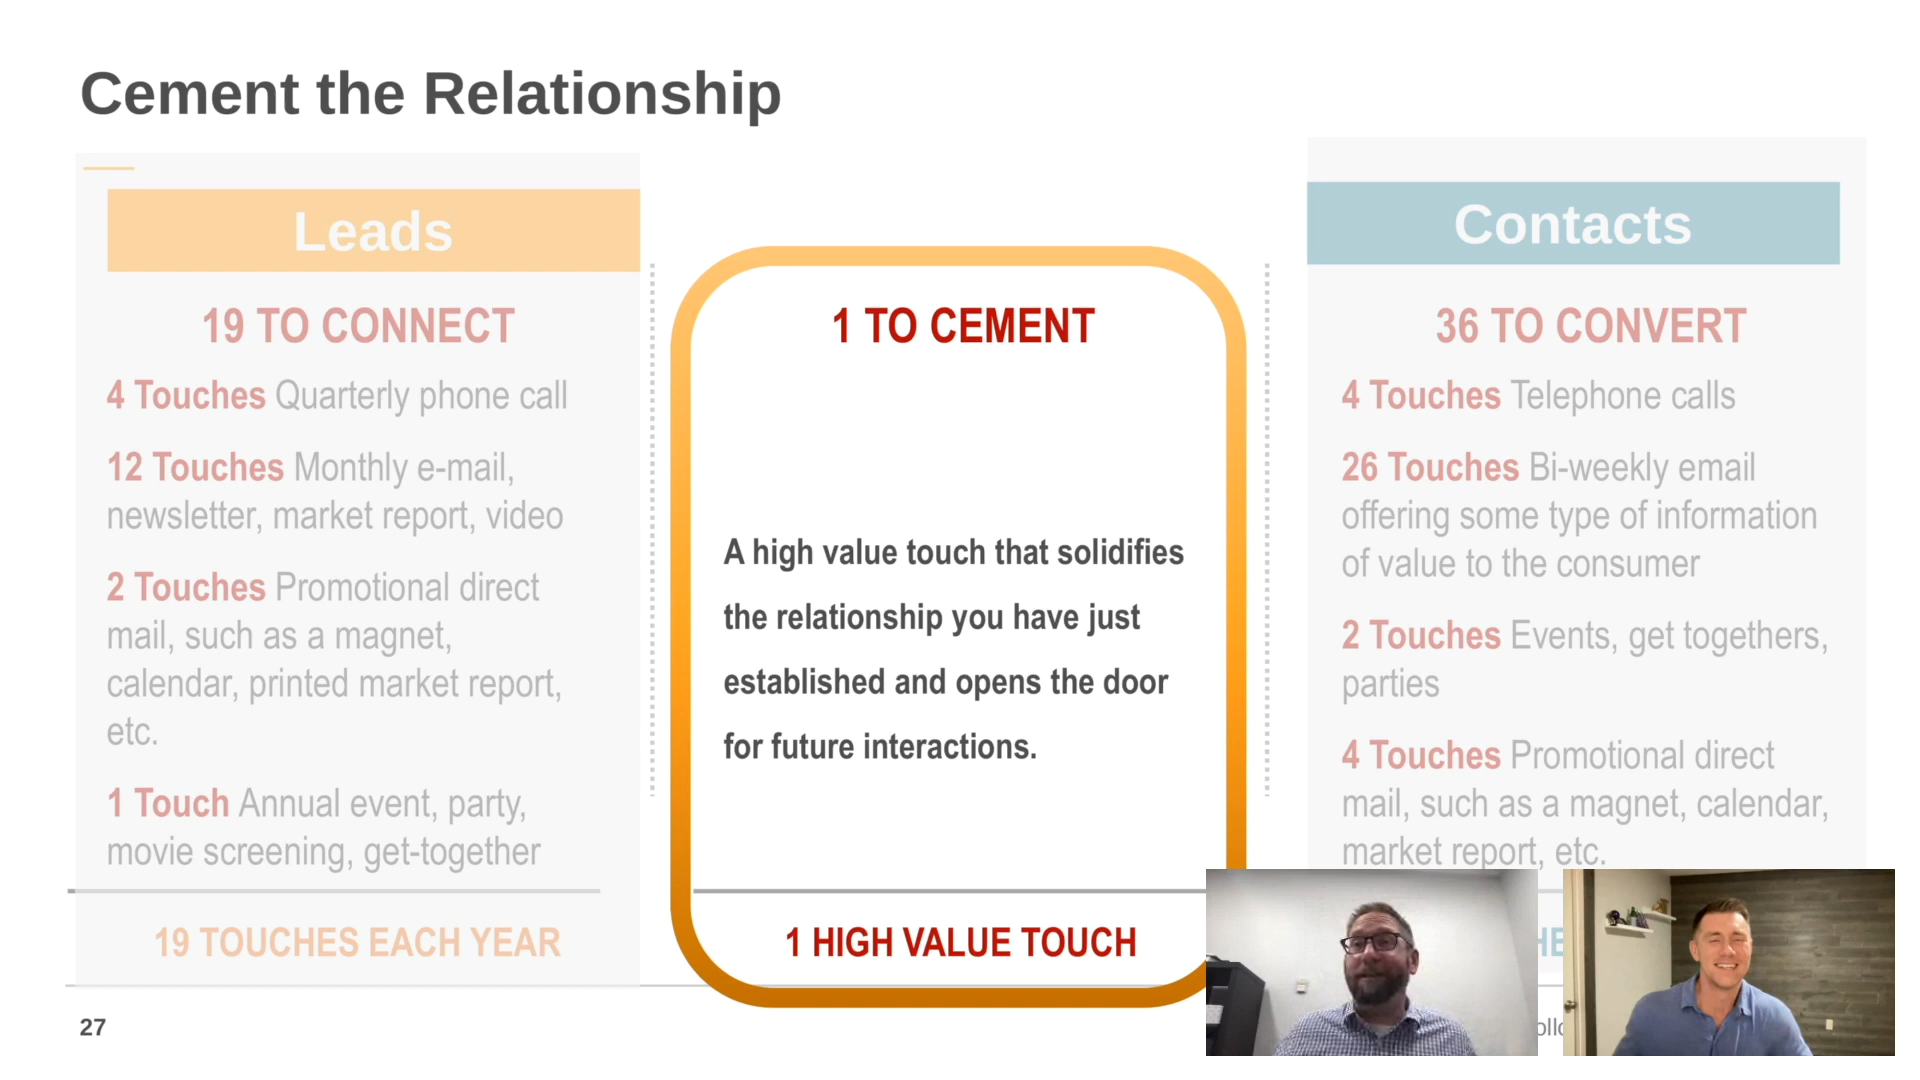 Cement the Relationship
Leads
19 TO CONNECT
4 Touches Quarterly phone call
12 Touches Monthly e-mail,
newsletter, market report, video
2 Touches Promotional direct
mail, such as a magnet,
calendar, printed market report,
etc.
1 Touch Annual event, party,
movie screening, get-together
19 TOUCHES EACH YEAR
1 TO CEMENT
A high value touch that solidifies
the relationship you have just
established and opens the door
for future interactions.
1 HIGH VALUE TOUCH
Contacts
36 TO CONVERT
4 Touches Telephone calls
26 Touches Bi-weekly email
offering some type of information
of value to the consumer
2 Touches Events, get togethers,
parties
4 Touches Promotional direct
mail, such as a magnet, calendar,
market report, etc.
27